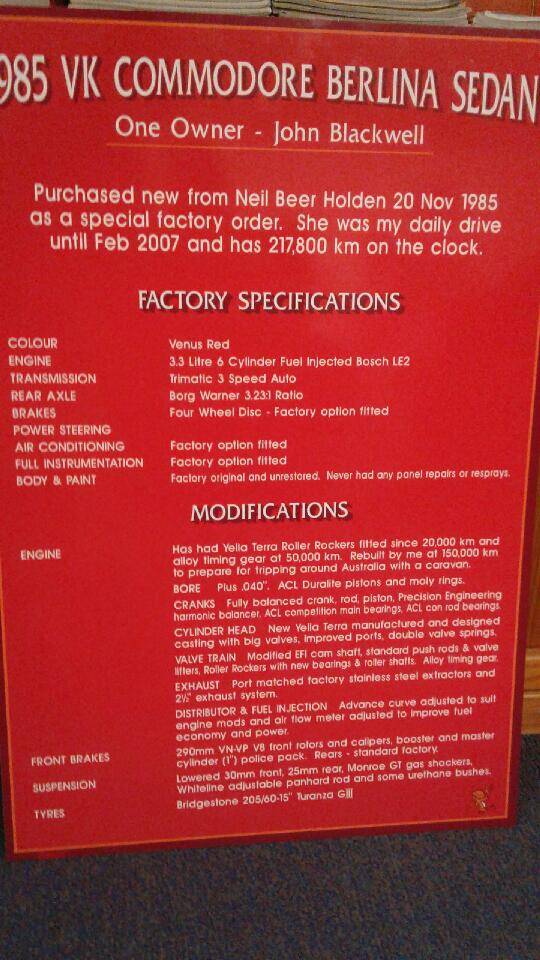 985 VK COMMODORE BERLINA SEDAN
One Owner - John Blackwell
Purchased new from Neil Beer Holden 20 Nov 1985
as a special factory order. She was my daily drive
until Feb 2007 and has 217,800 km on the clock.
FACTORY SPECIFICATIONS
COLOUR Venus Red
ENGINE 3.3 Litre 6 Cylinder Fuel Injected Bosch LE2
TRANSMISSION Trimatic 3 Speed Auto
REAR AXLE Borg Warner 3.23:1 Ratio
BRAKES Four Wheel Disc - Factory option fitted
POWER STEERING
AIR CONDITIONING Factory option fitted
FULL INSTRUMENTATION Factory option fitted
BODY & PAINT Factory original and unrestored. Never had any panel repairs or resprays.
MODIFICATIONS
ENGINE Has had Yella Terra Roller Rockers fitted since 20,000 km and
alloy timing gear at 50,000 km. Rebuilt by me at 150,000 km
to prepare for tripping around Australia with a caravan.
BORE Plus .040". ACL Duralite pistons and moly rings.
CRANKS Fully balanced crank, rod, piston, Precision Engineering
harmonic balancer, ACL competition main bearings, ACL con rod bearings.
CYLINDER HEAD New Yella Terra manufactured and designed
casting with big valves, improved ports, double valve springs.
VALVE TRAIN Modified EFI cam shaft, standard push rods & valve
lifters, Roller Rockers with new bearings & roller shafts. Alloy timing gear.
EXHAUST Port matched factory stainless steel extractors and
2½" exhaust system.
DISTRIBUTOR & FUEL INJECTION Advance curve adjusted to suit
engine mods and air flow meter adjusted to improve fuel
economy and power.
FRONT BRAKES 290mm VN-VP V8 front rotors and calipers, booster and master
cylinder (1") police pack. Rears - standard factory.
SUSPENSION Lowered 30mm front, 25mm rear, Monroe GT gas shockers,
Whiteline adjustable panhard rod and some urethane bushes.
TYRES Bridgestone 205/60-15" Turanza GIII